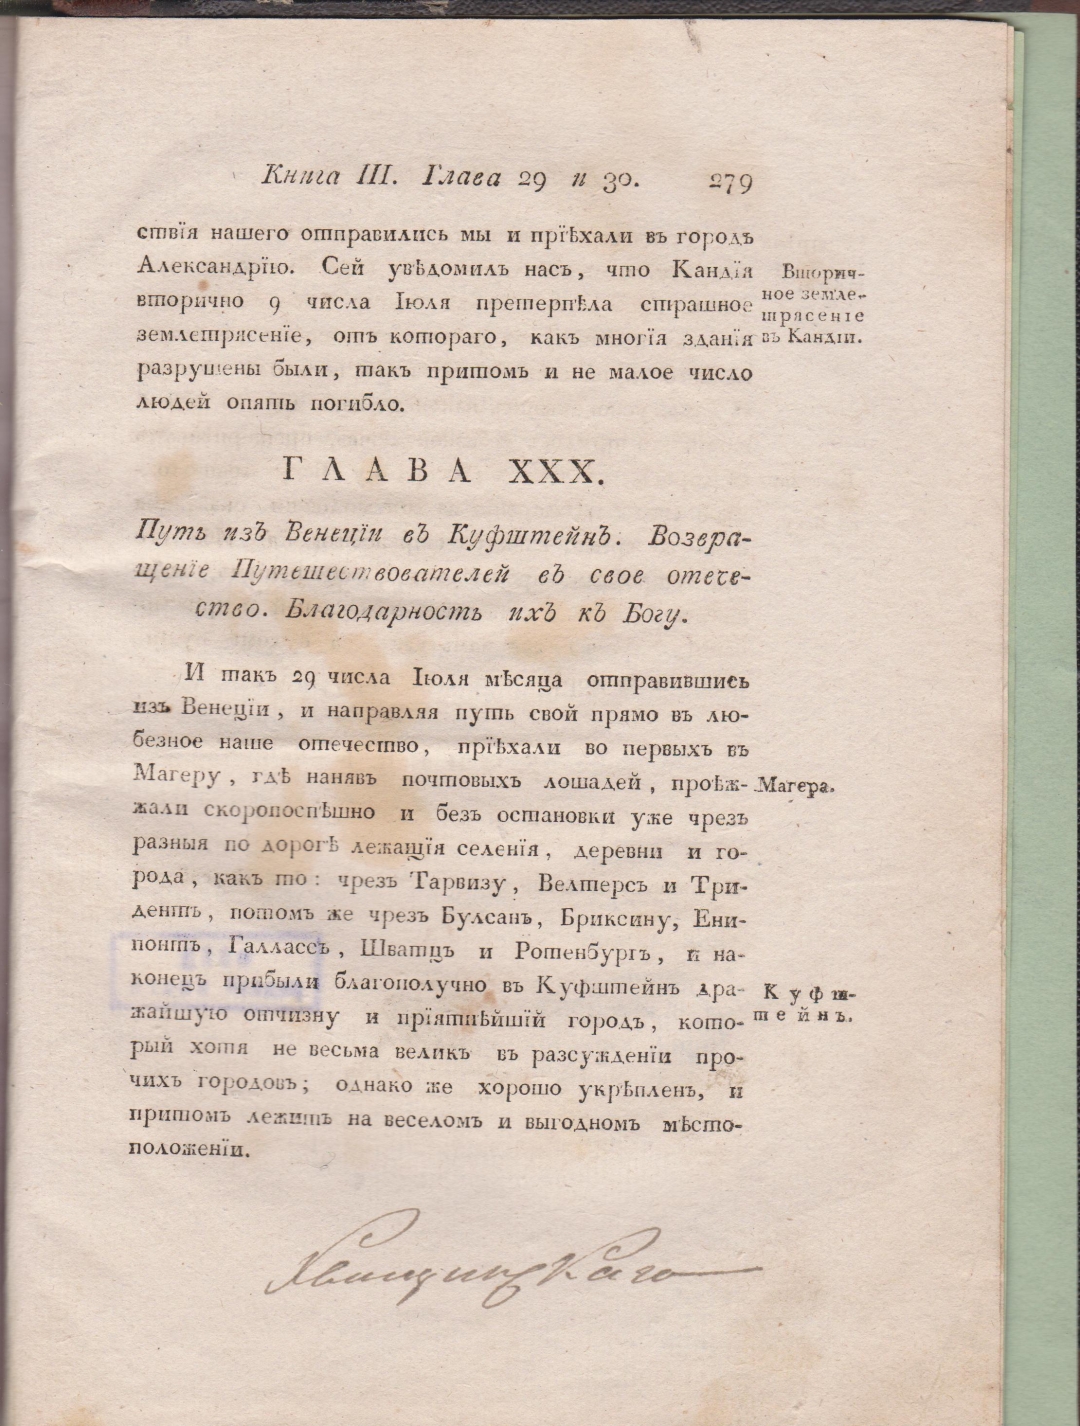 Книга III. Глава 29 и 30. 279
ствія нашего отправились мы и пріѣхали въ городъ
Александрію. Сей увѣдомилъ насъ, что Кандія
вторично 9 числа Іюля претерпѣла страшное
землетрясеніе, отъ котораго, какъ многія зданія
разрушены были, такъ притомъ и не малое число
людей опять погибло.
Вторич-
ное земле-
трясеніе
въ Кандіи.
ГЛАВА XXX.
Путь изъ Венеціи въ Куфштейнъ. Возвра-
щеніе Путешествователей въ свое отече-
ство. Благодарность ихъ къ Богу.
И такъ 29 числа Іюля мѣсяца отправившись
изъ Венеціи, и направляя путь свой прямо въ лю-
безное наше отечество, пріѣхали во первыхъ въ
Магеру, гдѣ нанявъ почтовыхъ лошадей, проѣж-
жали скоропоспѣшно и безъ остановки уже чрезъ
разныя по дорогѣ лежащія селенія, деревни и го-
рода, какъ то: чрезъ Тарвизу, Велтерсъ и Три-
дентъ, потомъ же чрезъ Булсанъ, Бриксину, Ени-
понтъ, Галлассъ, Шватцъ и Ротенбургъ, и на-
конецъ прибыли благополучно въ Куфштейнъ дра-
жайшую отчизну и пріятнѣйшій городъ, кото-
рый хотя не весьма великъ въ разсужденіи про-
чихъ городовъ; однако же хорошо укрѣпленъ, и
притомъ лежитъ на веселомъ и выгодномъ мѣсто-
положеніи.
Магера.
Куфш-
тейнъ.